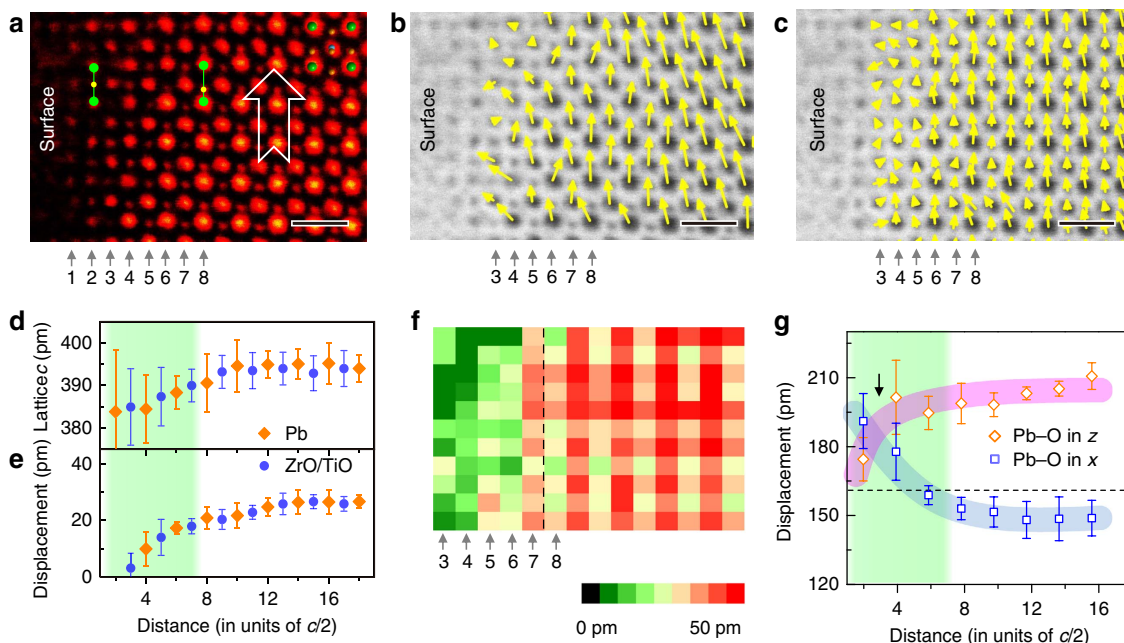 a
b
c
Surface
Surface
Surface
1 2 3 4 5 6 7 8
3 4 5 6 7 8
3 4 5 6 7 8
d
Lattice c (pm)
400
390
380
Pb
e
Displacement (pm)
40
20
0
ZrO/TiO
4 8 12 16
Distance (in units of c/2)
f
3 4 5 6 7 8
0 pm 50 pm
g
Displacement (pm)
210
180
150
120
Pb–O in z
Pb–O in x
4 8 12 16
Distance (in units of c/2)